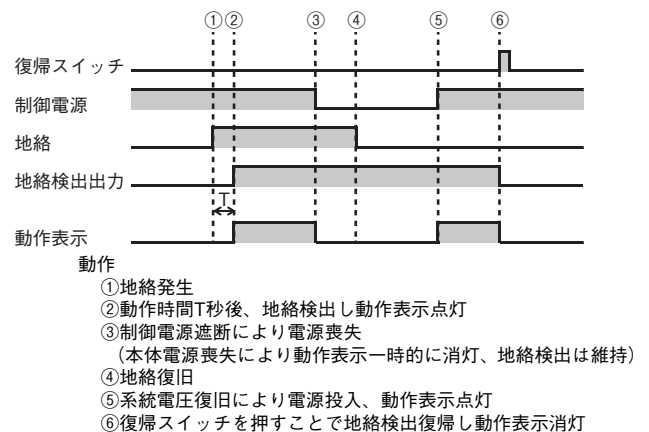 ①② ③ ④ ⑤ ⑥
復帰スイッチ
制御電源
地絡
地絡検出出力
T
動作表示
動作
①地絡発生
②動作時間T秒後、地絡検出し動作表示点灯
③制御電源遮断により電源喪失
（本体電源喪失により動作表示一時的に消灯、地絡検出は維持）
④地絡復旧
⑤系統電圧復旧により電源投入、動作表示点灯
⑥復帰スイッチを押すことで地絡検出復帰し動作表示消灯